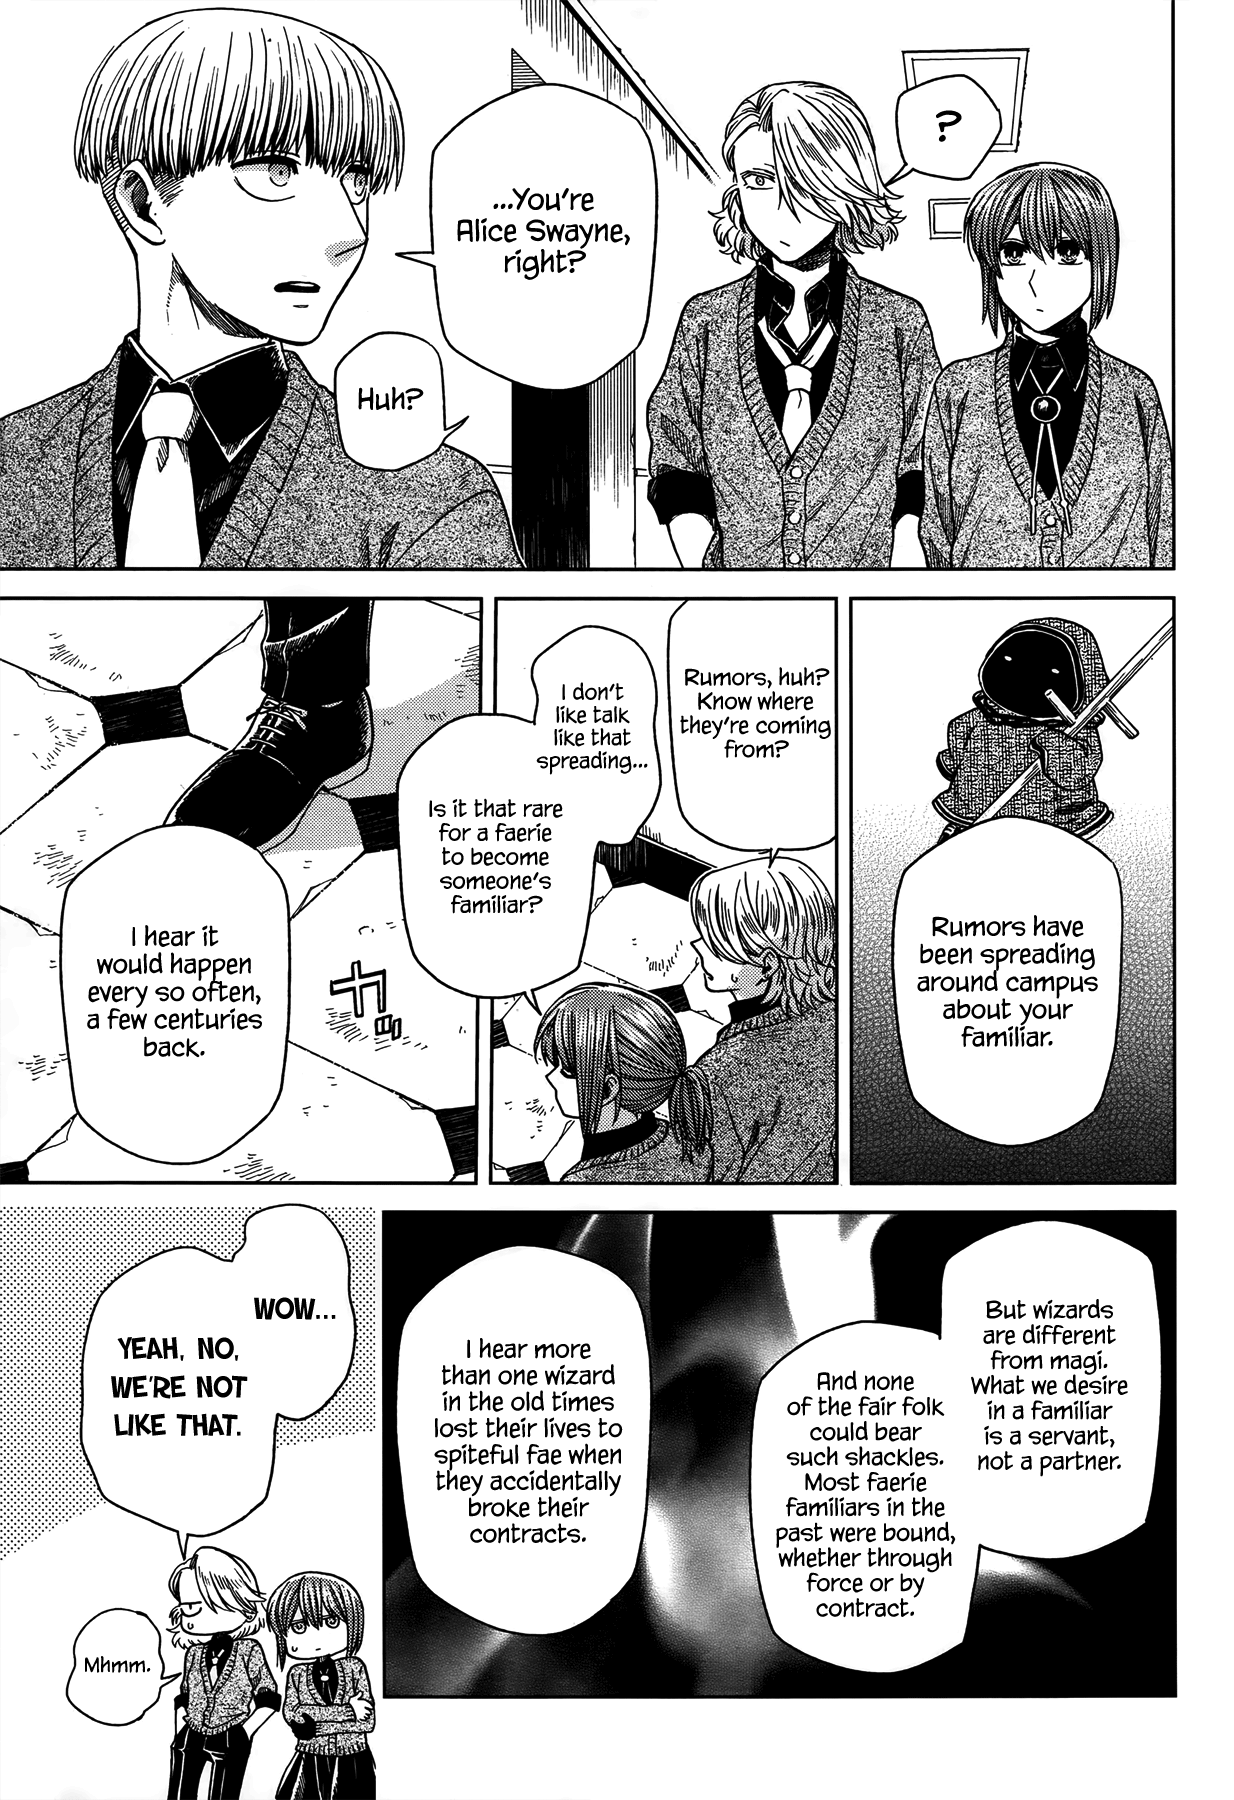 ?
...You're
Alice Swayne,
right?
Huh?
Rumors have
been spreading
around campus
about your
familiar.
Rumors, huh?
Know where
they're coming
from?
I don't
like talk
like that
spreading...
Is it that rare
for a faerie
to become
someone's
familiar?
ガッ
I hear it
would happen
every so often,
a few centuries
back.
But wizards
are different
from magi.
What we desire
in a familiar
is a servant,
not a partner.
And none
of the fair folk
could bear
such shackles.
Most faerie
familiars in the
past were bound,
whether through
force or by
contract.
I hear more
than one wizard
in the old times
lost their lives to
spiteful fae when
they accidentally
broke their
contracts.
WOW...
YEAH, NO,
WE'RE NOT
LIKE THAT.
Mhmm.